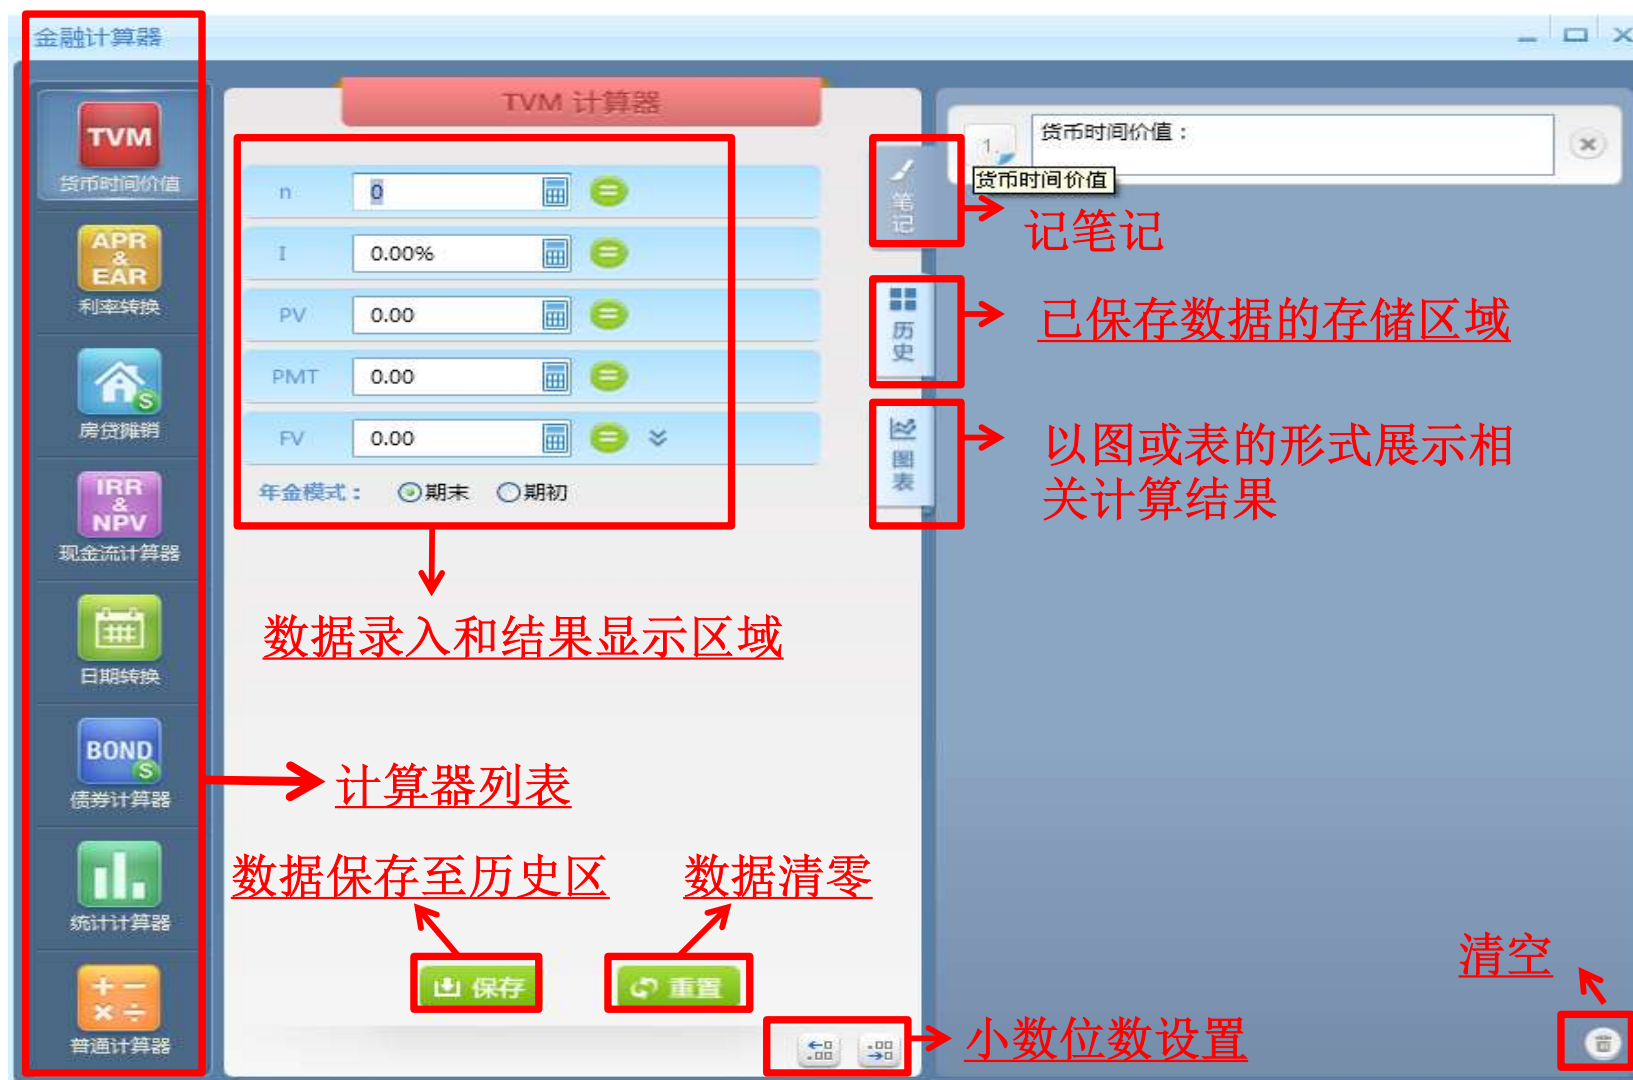 金融计算器
TVM
货币时间价值
APR
&
EAR
利率转换
S
房贷摊销
IRR
&
NPV
现金流计算器
日期转换
BOND
S
债券计算器
统计计算器
普通计算器
TVM 计算器
n 0
I 0.00%
PV 0.00
PMT 0.00
FV 0.00
年金模式： 期末 期初
数据录入和结果显示区域
计算器列表
数据保存至历史区
数据清零
保存
重置
小数位数设置
笔记
历史
图表
1.
货币时间价值：
货币时间价值
记笔记
已保存数据的存储区域
以图或表的形式展示相
关计算结果
清空